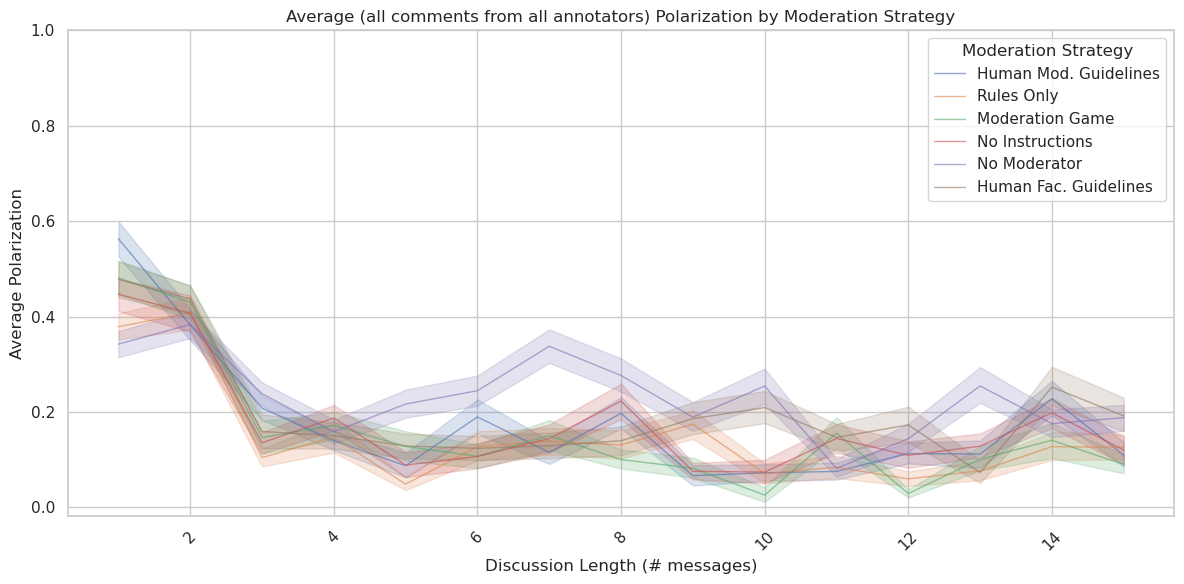 Average (all comments from all annotators) Polarization by Moderation Strategy
1.0
0.8
0.6
0.4
0.2
0.0
Average Polarization
Moderation Strategy
Human Mod. Guidelines
Rules Only
Moderation Game
No Instructions
No Moderator
Human Fac. Guidelines
2
4
6
8
10
12
14
Discussion Length (# messages)